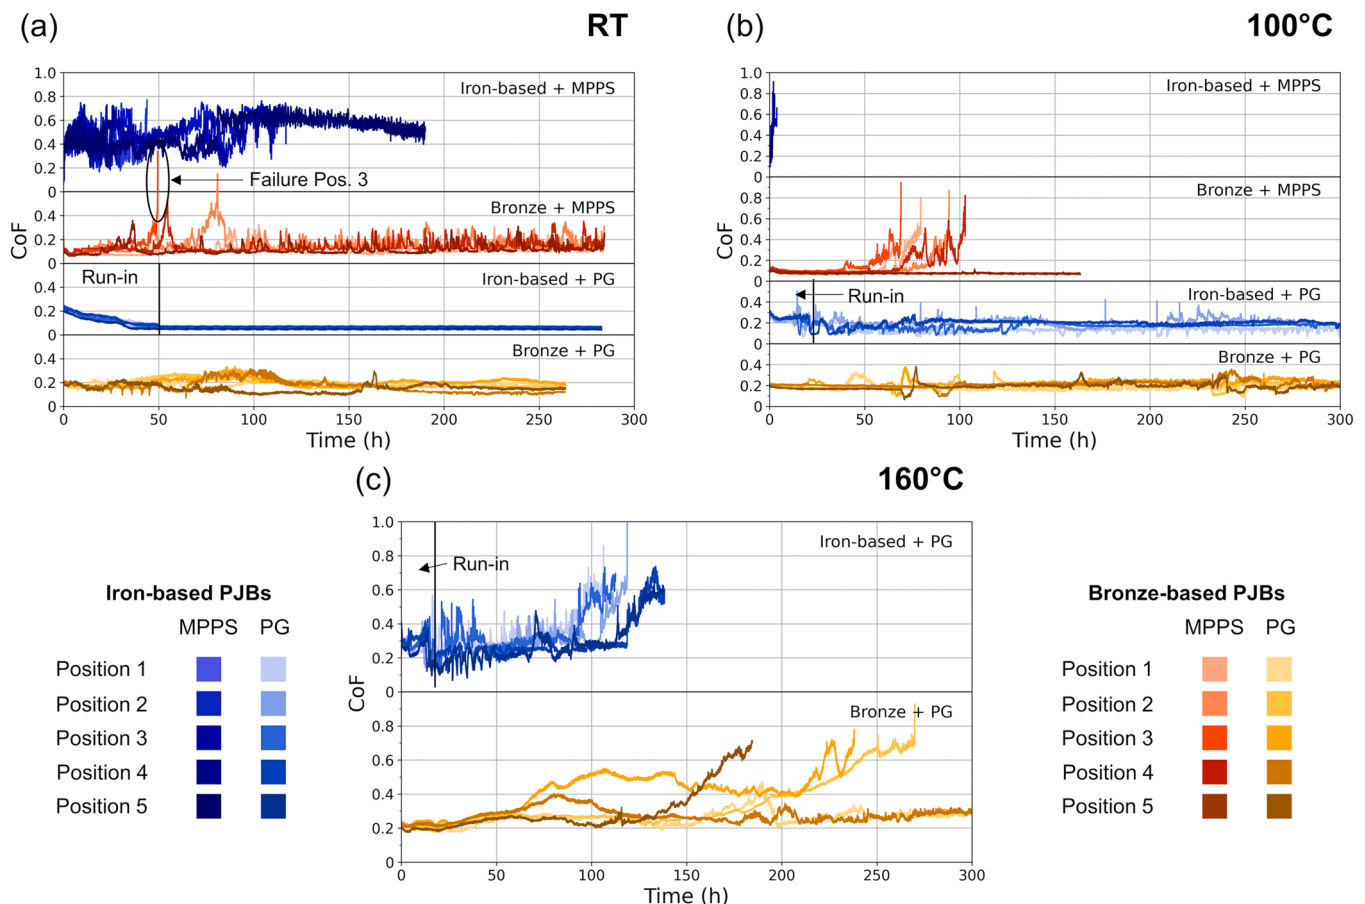 (a)
RT
1.0
0.8
0.6
0.4
0.2
0
0.4
0.2
0
0.4
0.2
0
0.4
0.2
0
CoF
Iron-based + MPPS
Failure Pos. 3
Bronze + MPPS
Run-in
Iron-based + PG
Bronze + PG
0 50 100 150 200 250 300
Time (h)
(b)
100°C
1.0
0.8
0.6
0.4
0.2
0
0.8
0.6
0.4
0.2
0
0.4
0.2
0
0.4
0.2
0
CoF
Iron-based + MPPS
Bronze + MPPS
Run-in
Iron-based + PG
Bronze + PG
0 50 100 150 200 250 300
Time (h)
(c)
160°C
1.0
0.8
0.6
0.4
0.2
0
0.8
0.6
0.4
0.2
0
CoF
Iron-based + PG
Run-in
Bronze + PG
0 50 100 150 200 250 300
Time (h)
Iron-based PJBs
MPPS PG
Position 1
Position 2
Position 3
Position 4
Position 5
Bronze-based PJBs
MPPS PG
Position 1
Position 2
Position 3
Position 4
Position 5